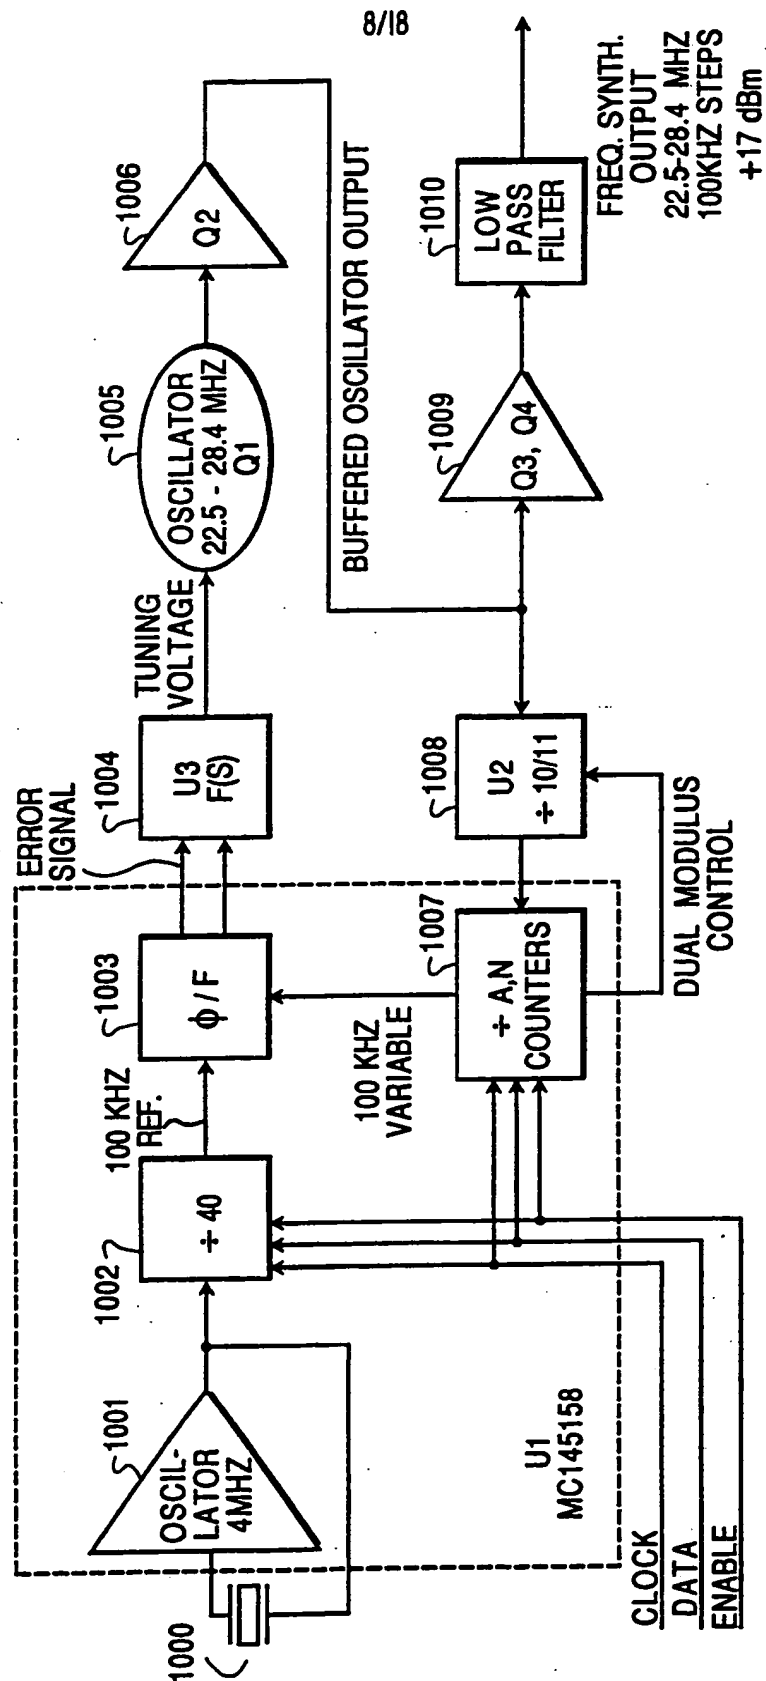 8/18
1000
OSCIL-
LATOR
4MHZ
1001
÷ 40
1002
100 KHZ
REF.
ϕ/F
1003
ERROR
SIGNAL
U3
F(S)
1004
TUNING
VOLTAGE
OSCILLATOR
22.5 - 28.4 MHZ
Q1
1005
Q2
1006
BUFFERED OSCILLATOR OUTPUT
100 KHZ
VARIABLE
÷ A,N
COUNTERS
1007
U2
÷ 10/11
1008
Q3, Q4
1009
LOW
PASS
FILTER
1010
FREQ. SYNTH.
OUTPUT
22.5-28.4 MHZ
100KHZ STEPS
+17 dBm
DUAL MODULUS
CONTROL
U1
MC145158
CLOCK
DATA
ENABLE